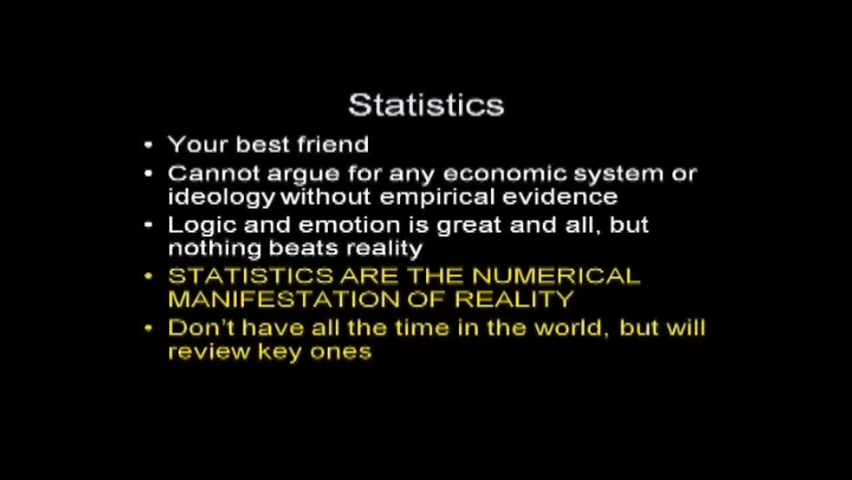 Statistics
• Your best friend
• Cannot argue for any economic system or
ideology without empirical evidence
• Logic and emotion is great and all, but
nothing beats reality
• STATISTICS ARE THE NUMERICAL
MANIFESTATION OF REALITY
• Don't have all the time in the world, but will
review key ones